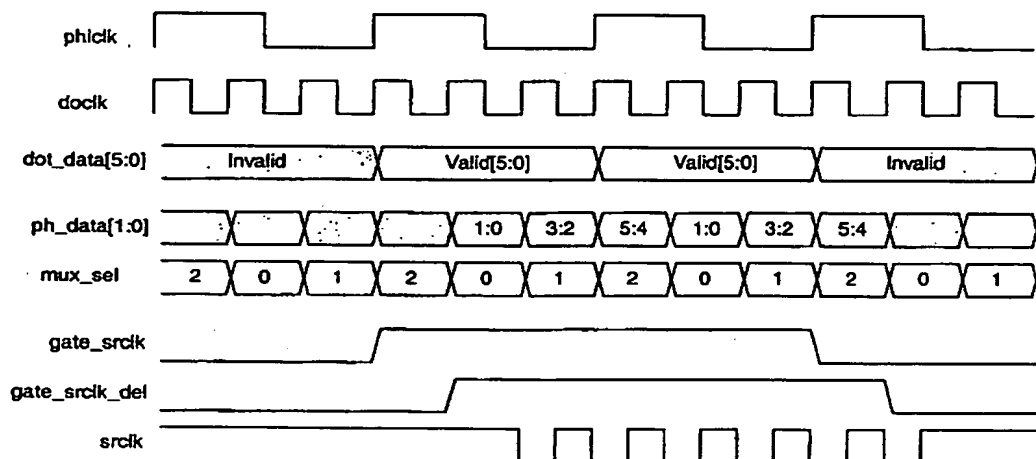 phlclk
doclk
dot_data[5:0] Invalid Valid[5:0] Valid[5:0] Invalid
ph_data[1:0] 1:0 3:2 5:4 1:0 3:2 5:4
mux_sel 2 0 1 2 0 1 2 0 1 2 0 1
gate_srclk
gate_srclk_del
srclk